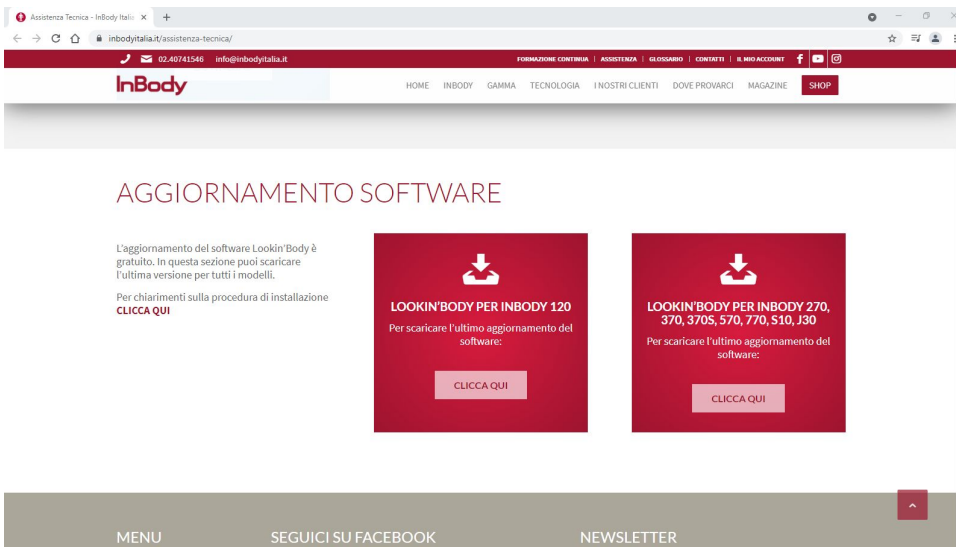 Assistenza Tecnica - InBody Italia
inbodyitalia.it/assistenza-tecnica/
02.40741546 info@inbodyitalia.it
FORMAZIONE CONTINUA | ASSISTENZA | GLOSSARIO | CONTATTI | IL MIO ACCOUNT
InBody
HOME INBODY GAMMA TECNOLOGIA I NOSTRI CLIENTI DOVE PROVARCI MAGAZINE SHOP
AGGIORNAMENTO SOFTWARE
L'aggiornamento del software Lookin'Body è
gratuito. In questa sezione puoi scaricare
l'ultima versione per tutti i modelli.
Per chiarimenti sulla procedura di installazione
CLICCA QUI
LOOKIN'BODY PER INBODY 120
Per scaricare l'ultimo aggiornamento del
software:
CLICCA QUI
LOOKIN'BODY PER INBODY 270,
370, 370S, 570, 770, S10, J30
Per scaricare l'ultimo aggiornamento del
software:
CLICCA QUI
MENU
SEGUICI SU FACEBOOK
NEWSLETTER